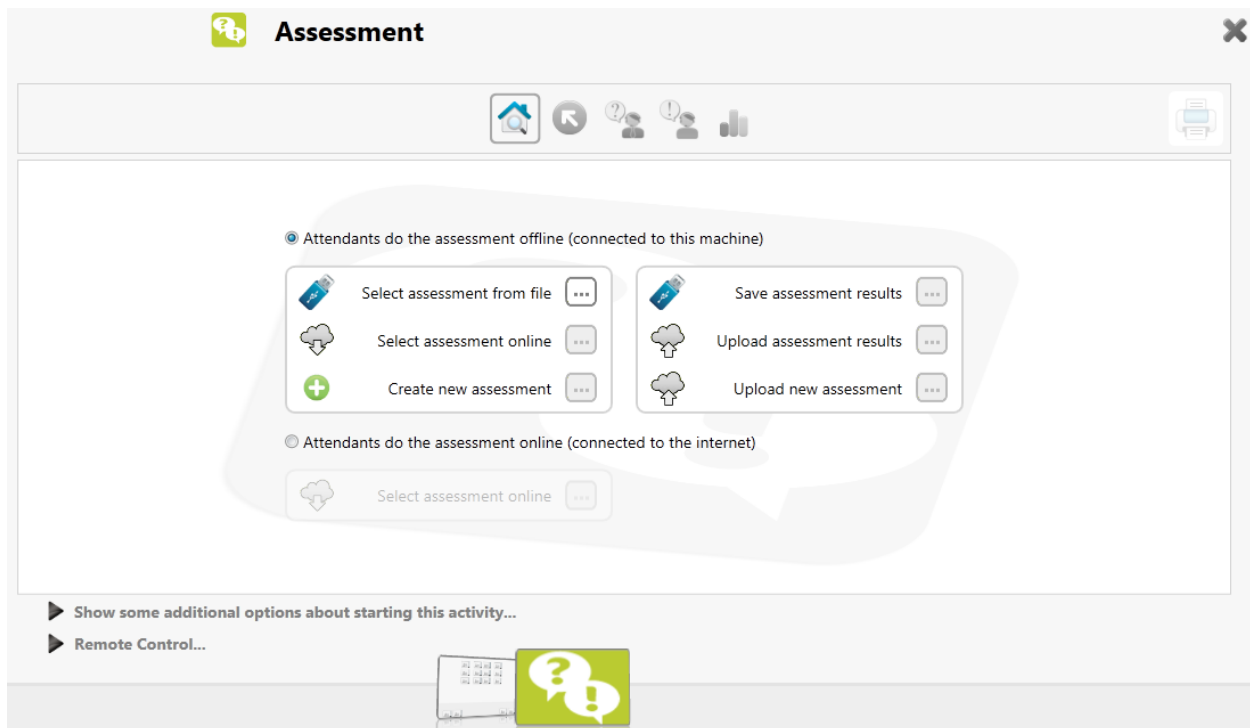 Assessment
Attendants do the assessment offline (connected to this machine)
Select assessment from file ...
Save assessment results ...
Select assessment online ...
Upload assessment results ...
Create new assessment ...
Upload new assessment ...
Attendants do the assessment online (connected to the internet)
Select assessment online ...
Show some additional options about starting this activity...
Remote Control...